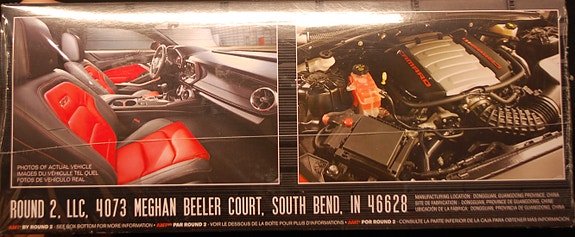 CAMARO
PHOTOS OF ACTUAL VEHICLE
IMAGES DU VÉHICULE TEL QUEL
FOTOS DE VEHÍCULO REAL
ROUND 2, LLC, 4073 MEGHAN BEELER COURT, SOUTH BEND, IN 46628
MANUFACTURING LOCATION: DONGGUAN, GUANGDONG PROVINCE, CHINA
SITE DE FABRICATION : DONGGUAN, GUANGDONG PROVINCE, CHINA
UBICACIÓN DE LA FÁBRICA: DONGGUAN, PROVINCIA DE GUANGDONG, CHINA
AMT® BY ROUND 2 · SEE BOX BOTTOM FOR MORE INFORMATION · AMT® PAR ROUND 2 · VOIR LE DESSOUS DE LA BOÎTE POUR PLUS D'INFORMATIONS · AMT® POR ROUND 2 · CONSULTE LA PARTE INFERIOR DE LA CAJA PARA OBTENER MÁS INFORMACIÓN